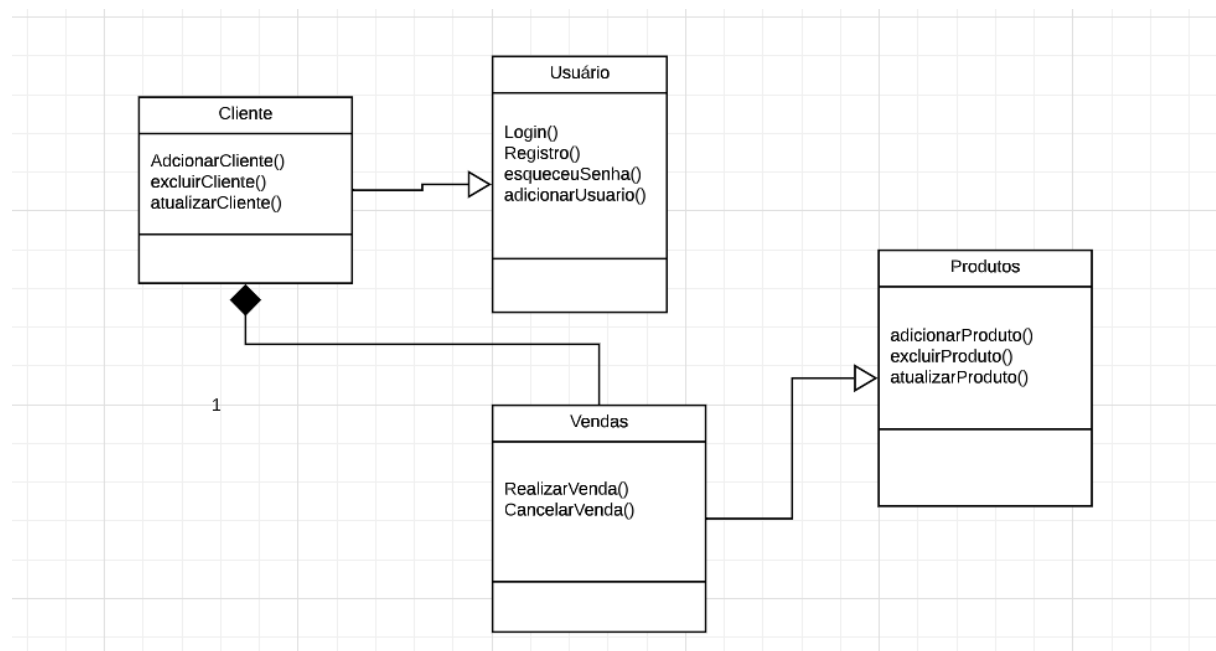 Usuário
Login()
Registro()
esqueceuSenha()
adicionarUsuario()
Cliente
AdcionarCliente()
excluirCliente()
atualizarCliente()
Produtos
adicionarProduto()
excluirProduto()
atualizarProduto()
1
Vendas
RealizarVenda()
CancelarVenda()